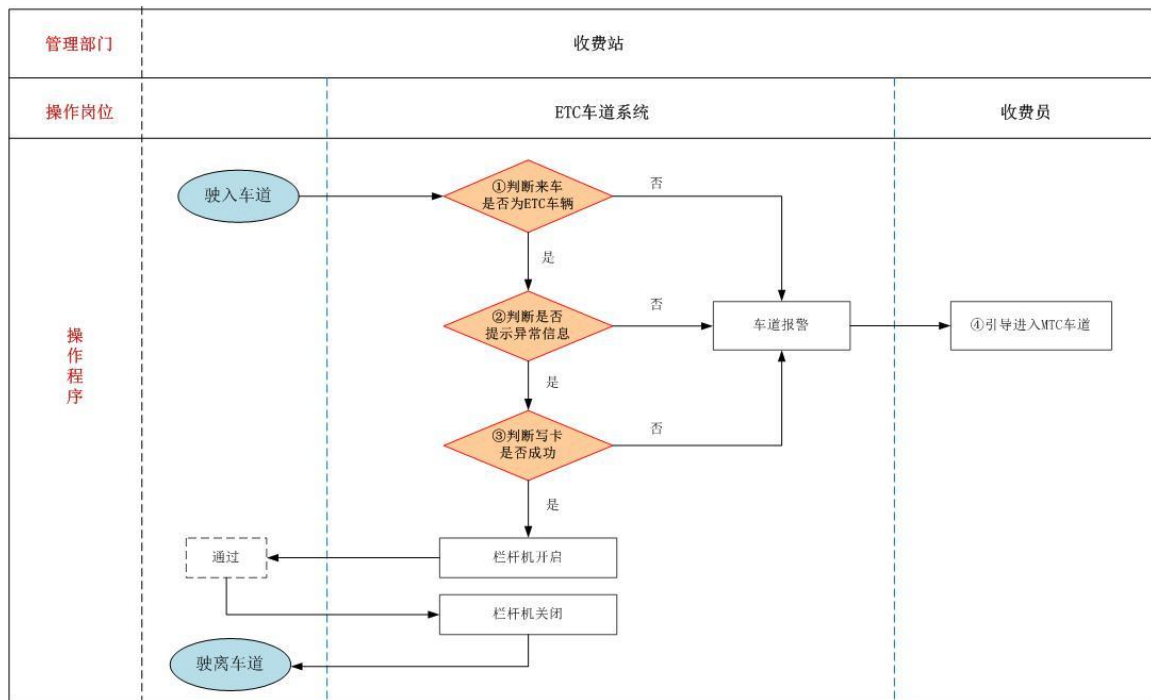 管理部门
收费站
操作岗位
ETC车道系统
收费员
操
作
程
序
驶入车道
①判断来车
是否为ETC车辆
否
是
②判断是否
提示异常信息
否
车道报警
④引导进入MTC车道
是
③判断写卡
是否成功
否
是
通过
栏杆机开启
栏杆机关闭
驶离车道